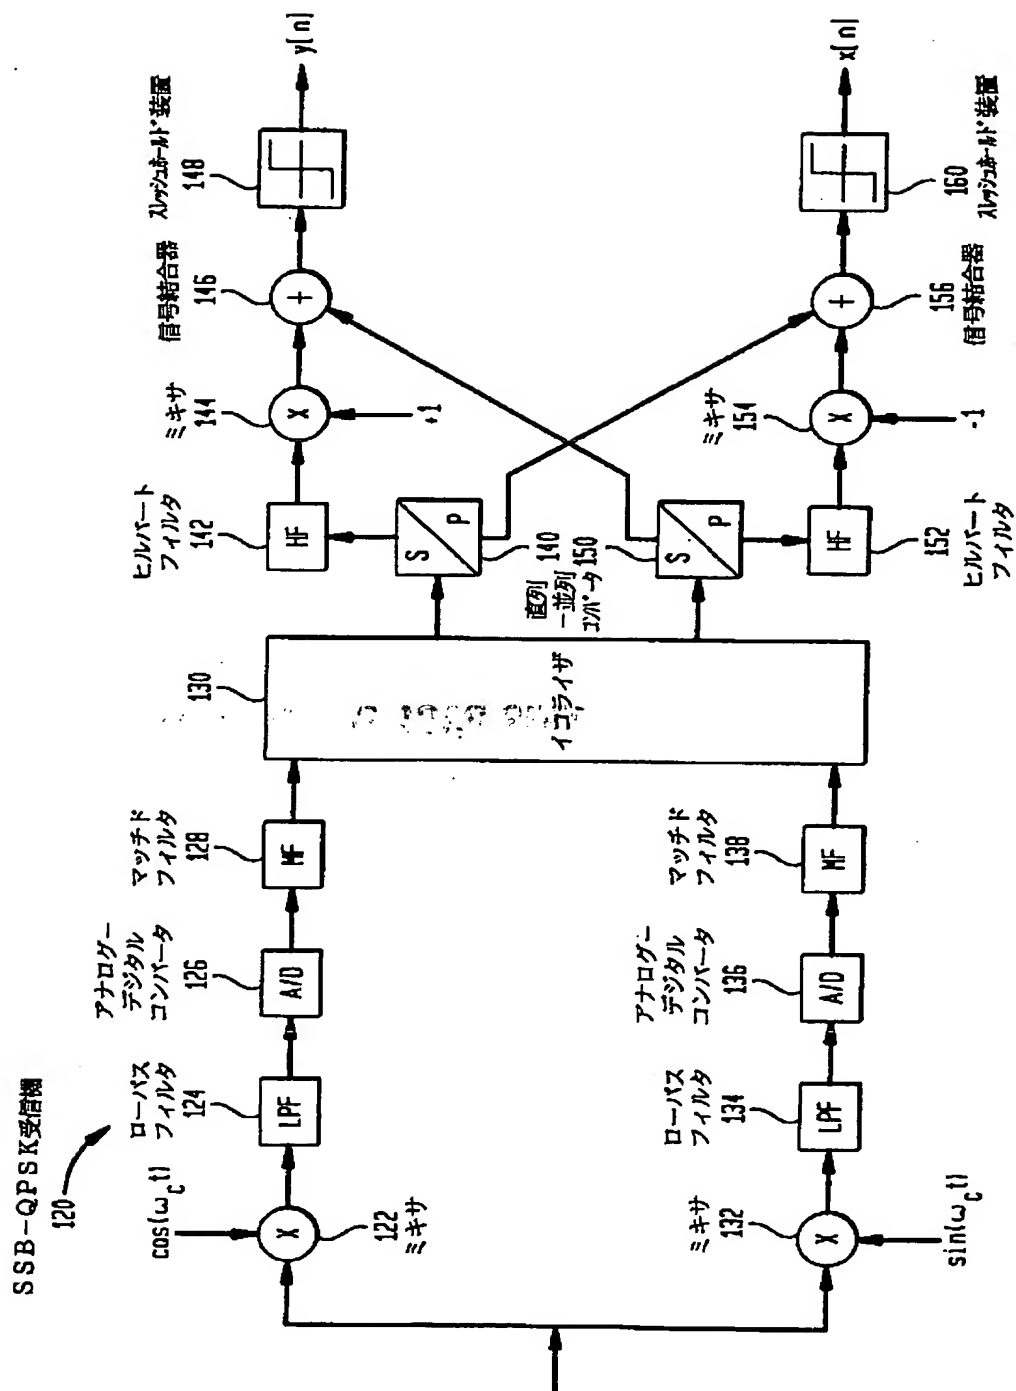 SSB-QPSK受信機
120
cos(ω_c t)
X
122
ミキサ
ローパス
フィルタ
124
LPF
アナログー
デジタル
コンバータ
126
A/D
マッチド
フィルタ
128
MF
130
イコライザ
ヒルバート
フィルタ
142
HF
ミキサ
144
X
+1
信号結合器
146
+
スレッシュホールド装置
148
y[n]
S
P
140
150
直列
ー並列
コンバータ
S
P
ミキサ
132
X
sin(ω_c t)
ローパス
フィルタ
134
LPF
アナログー
デジタル
コンバータ
136
A/D
マッチド
フィルタ
138
MF
HF
152
ヒルバート
フィルタ
ミキサ
154
X
-1
+
156
信号結合器
160
スレッシュホールド装置
x[n]